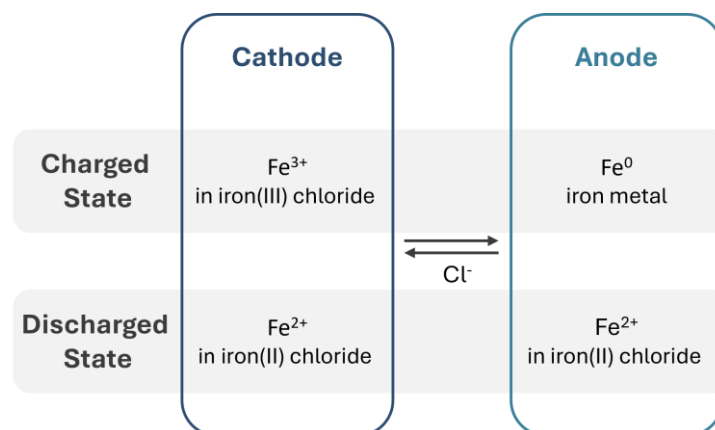 Cathode
Anode
Charged
State
Fe³⁺
in iron(III) chloride
Fe⁰
iron metal
Cl⁻
Discharged
State
Fe²⁺
in iron(II) chloride
Fe²⁺
in iron(II) chloride